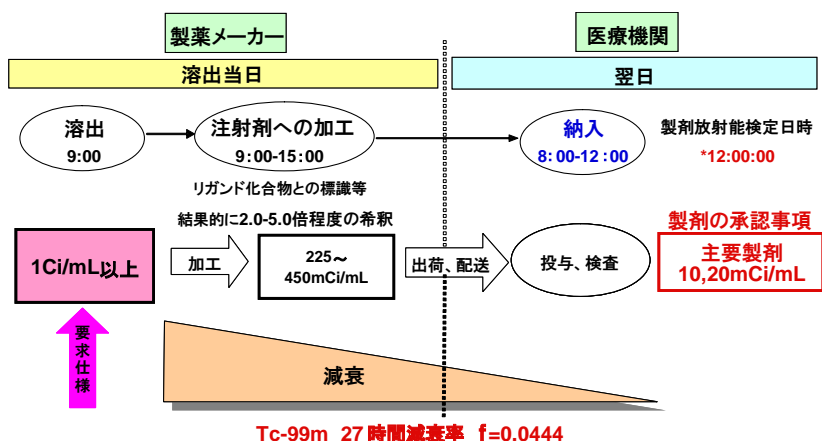 製薬メーカー
医療機関
溶出当日
翌日
溶出
9:00
注射剤への加工
9:00-15:00
納入
8:00-12:00
製剤放射能検定日時
*12:00:00
リガンド化合物との標識等
結果的に2.0-5.0倍程度の希釈
製剤の承認事項
1Ci/mL以上
加工
225～
450mCi/mL
出荷、配送
投与、検査
主要製剤
10,20mCi/mL
要求仕様
減衰
Tc-99m 27時間減衰率 f=0.0444